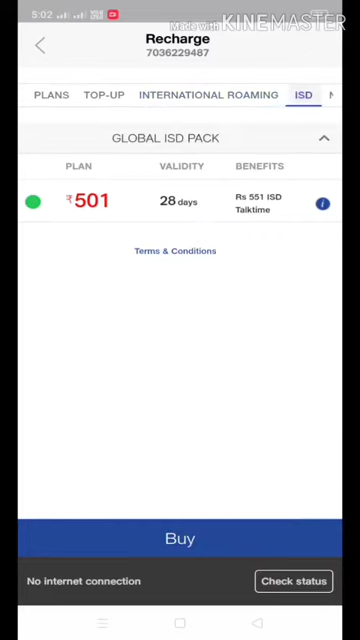 5:02
Made with KINEMASTER
Recharge
7036229487
PLANS TOP-UP INTERNATIONAL ROAMING ISD
GLOBAL ISD PACK
PLAN VALIDITY BENEFITS
₹501 28 days Rs 551 ISD Talktime i
Terms & Conditions
Buy
No internet connection Check status